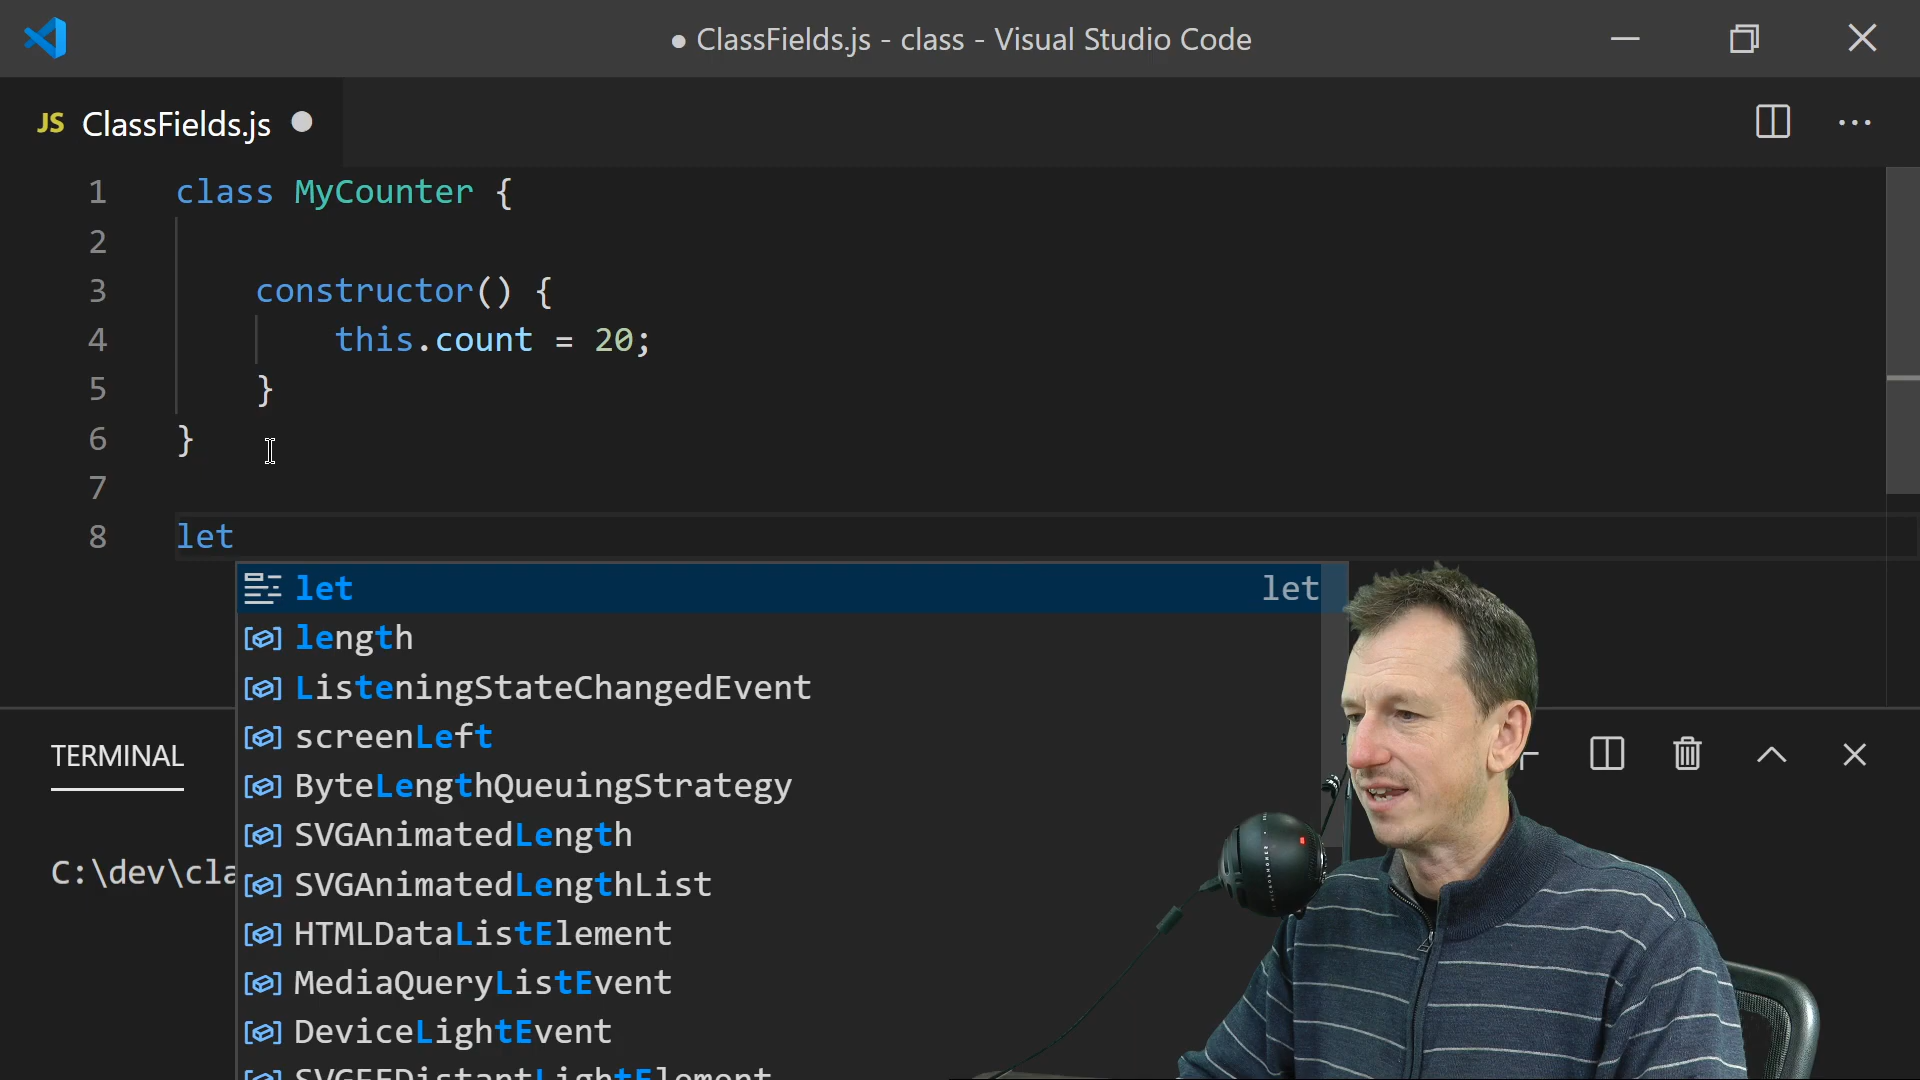 ● ClassFields.js - class - Visual Studio Code
JS ClassFields.js
1 class MyCounter {
2
3 constructor() {
4 this.count = 20;
5 }
6 }
7
8 let
let let
length
ListeningStateChangedEvent
screenLeft
ByteLengthQueuingStrategy
SVGAnimatedLength
SVGAnimatedLengthList
HTMLDataListElement
MediaQueryListEvent
DeviceLightEvent
SVGFEDistantLightElement
TERMINAL
C:\dev\cla